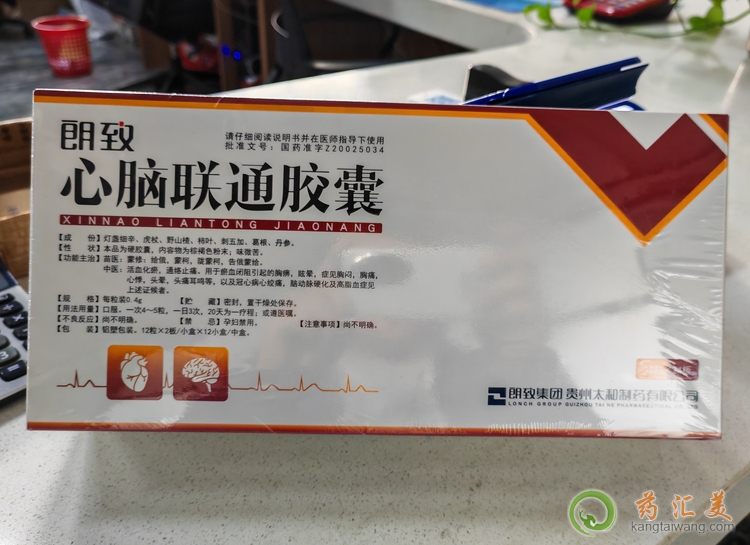 朗致
请仔细阅读说明书并在医师指导下使用
批准文号：国药准字Z20025034
心脑联通胶囊
XINNAO LIANTONG JIAONANG
【成　份】灯盏细辛、虎杖、野山楂、柿叶、刺五加、葛根、丹参。
【性　状】本品为硬胶囊，内容物为棕褐色粉末；味微苦。
【功能主治】苗医：蒙修：给俄，蒙柯，陇蒙柯，告俄蒙给。
中医：活血化瘀，通络止痛。用于瘀血闭阻引起的胸痹，眩晕，症见胸闷，胸痛，
心悸，头晕，头痛耳鸣等，以及冠心病心绞痛，脑动脉硬化及高脂血症见
上述证候者。
【规　格】每粒装0.4g　【贮　藏】密封，置干燥处保存。
【用法用量】口服。一次4～5粒，一日3次，20天为一疗程；或遵医嘱。
【不良反应】尚不明确。　【禁　忌】孕妇禁用。　【注意事项】尚不明确。
【包　装】铝塑包装。12粒×2板/小盒×12小盒/中盒。
朗致集团 贵州太和制药有限公司
LONCH GROUP GUIZHOU TAI HE PHARMACEUTICAL
药汇美
kangtaiwang.com